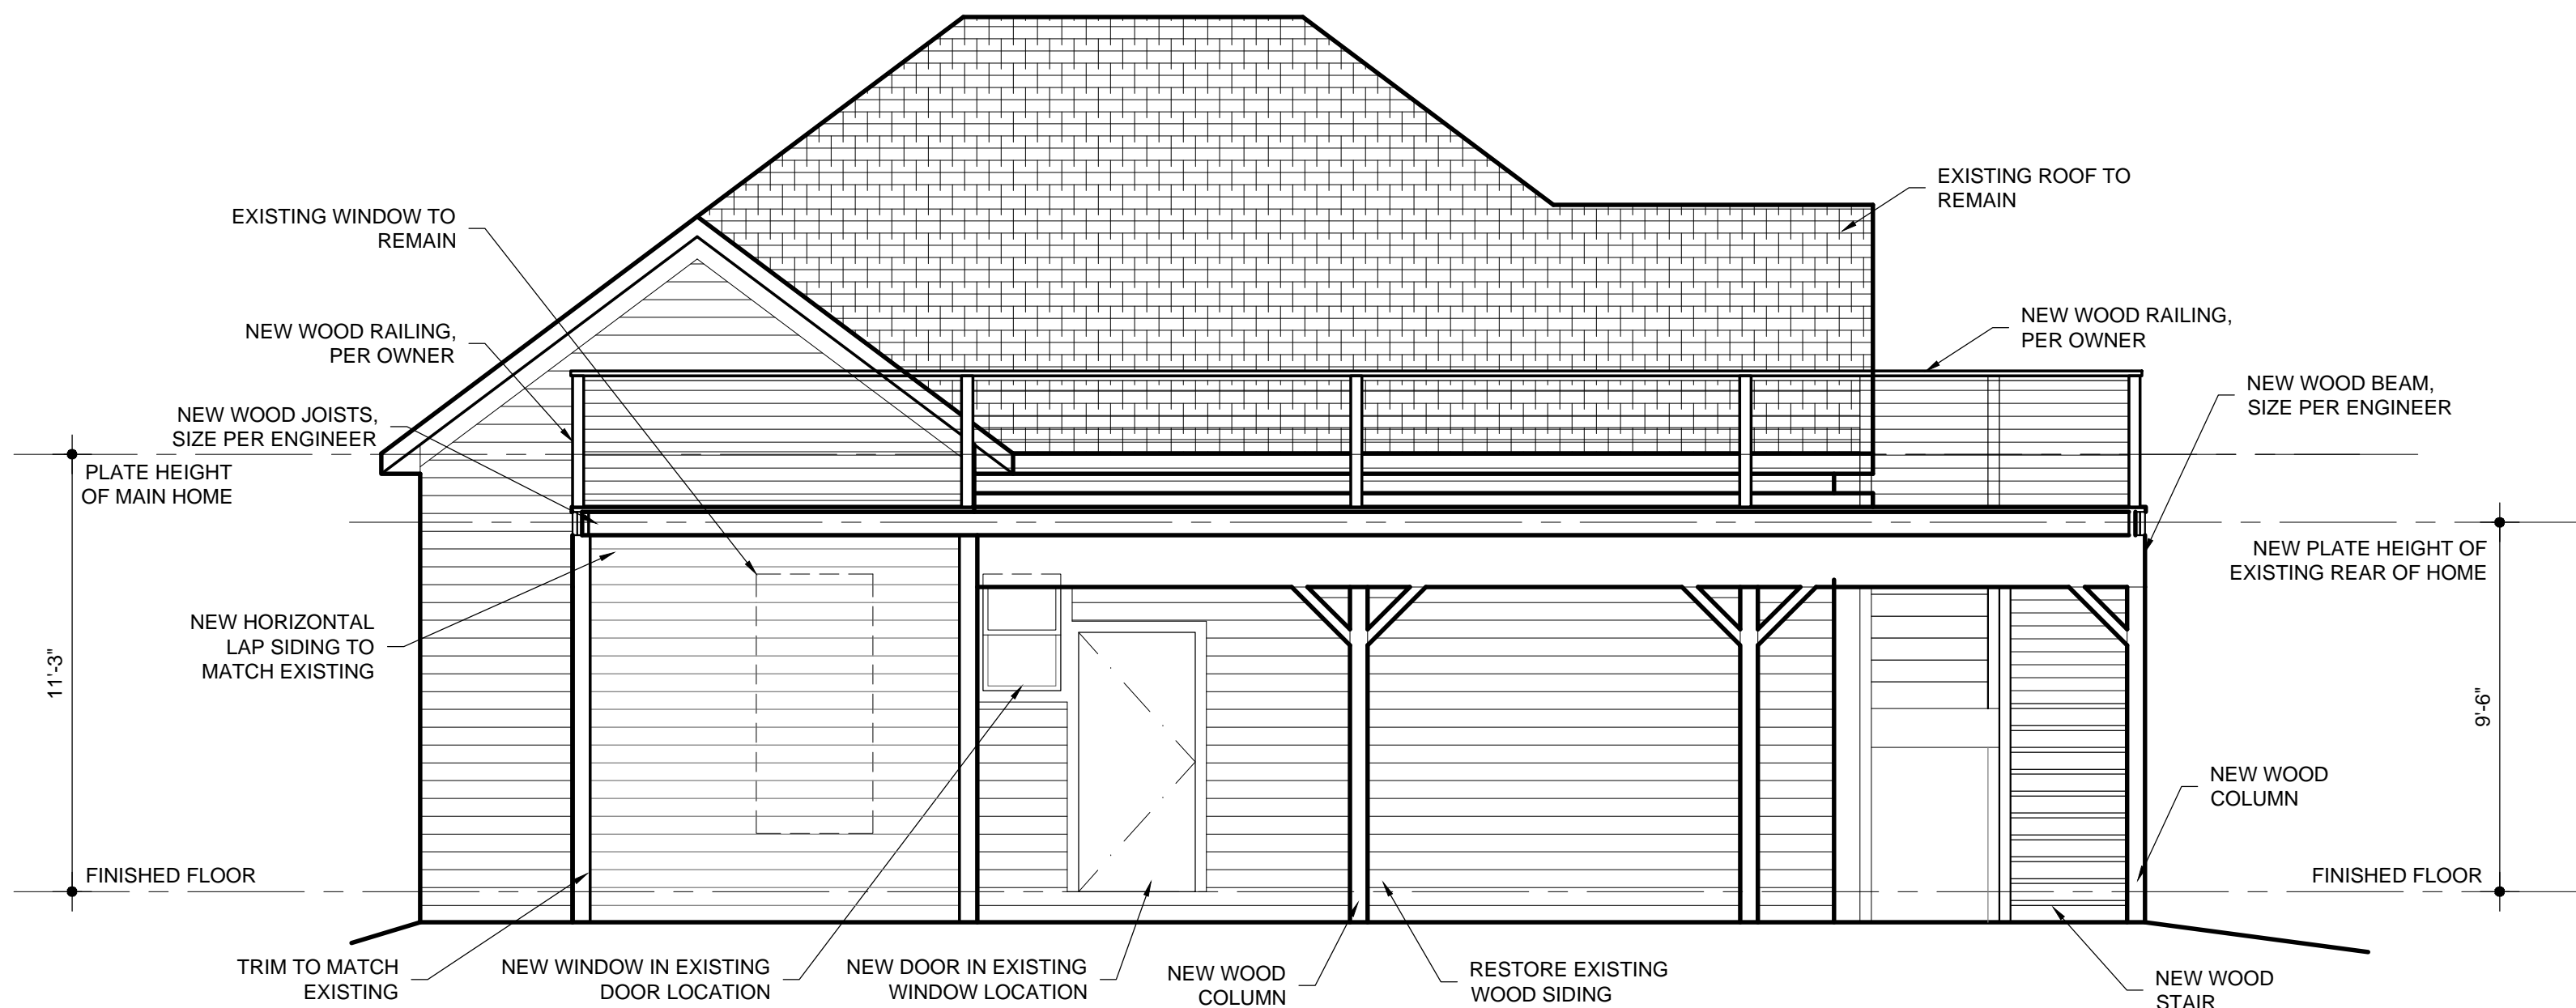 EXISTING ROOF TO
REMAIN
EXISTING WINDOW TO
REMAIN
NEW WOOD RAILING,
PER OWNER
NEW WOOD RAILING,
PER OWNER
NEW WOOD JOISTS,
SIZE PER ENGINEER
NEW WOOD BEAM,
SIZE PER ENGINEER
PLATE HEIGHT
OF MAIN HOME
NEW PLATE HEIGHT OF
EXISTING REAR OF HOME
NEW HORIZONTAL
LAP SIDING TO
MATCH EXISTING
11'-3"
9'-6"
NEW WOOD
COLUMN
FINISHED FLOOR
FINISHED FLOOR
TRIM TO MATCH
EXISTING
NEW WINDOW IN EXISTING
DOOR LOCATION
NEW DOOR IN EXISTING
WINDOW LOCATION
NEW WOOD
COLUMN
RESTORE EXISTING
WOOD SIDING
NEW WOOD
STAIR